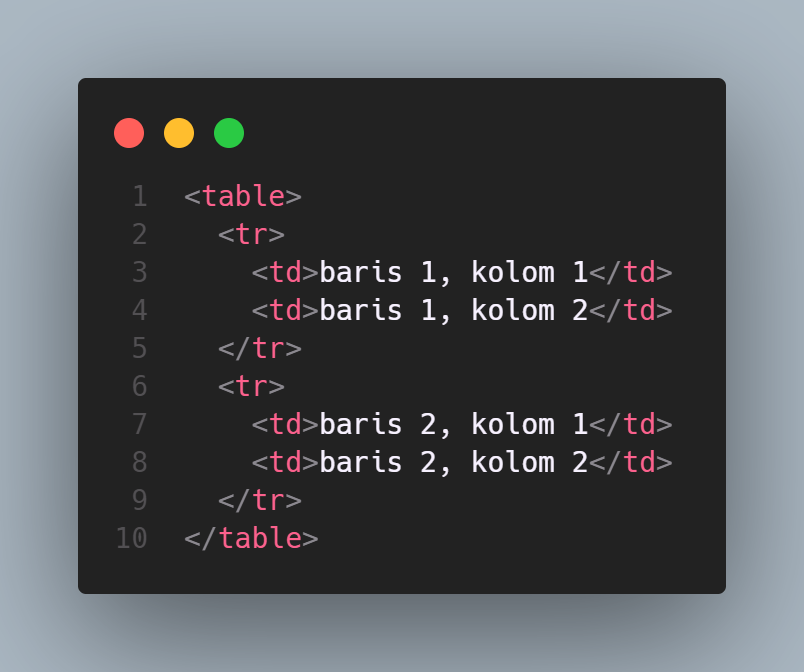 1 <table>
2   <tr>
3     <td>baris 1, kolom 1</td>
4     <td>baris 1, kolom 2</td>
5   </tr>
6   <tr>
7     <td>baris 2, kolom 1</td>
8     <td>baris 2, kolom 2</td>
9   </tr>
10 </table>